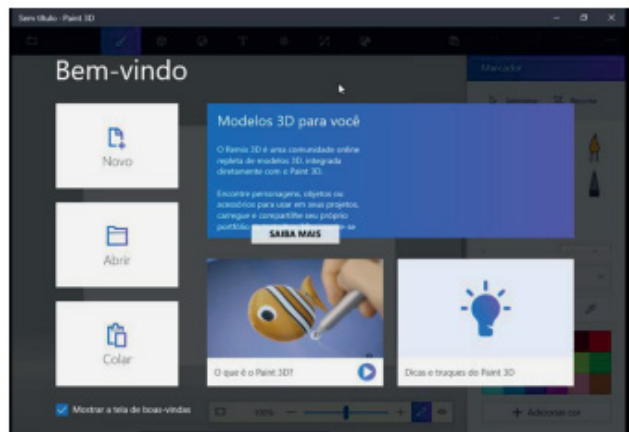 Sem título - Paint 3D
Marcador
Selecionar
Recortar
Bem-vindo
Novo
Abrir
Colar
Modelos 3D para você
O Remix 3D é uma comunidade online
repleta de modelos 3D, integrada
diretamente com o Paint 3D.
Encontre personagens, objetos ou
acessórios para usar em seus projetos,
carregue e compartilhe seu próprio
portfólio
SAIBA MAIS
O que é o Paint 3D?
Dicas e truques do Paint 3D
Mostrar a tela de boas-vindas
100%
Adicionar cor